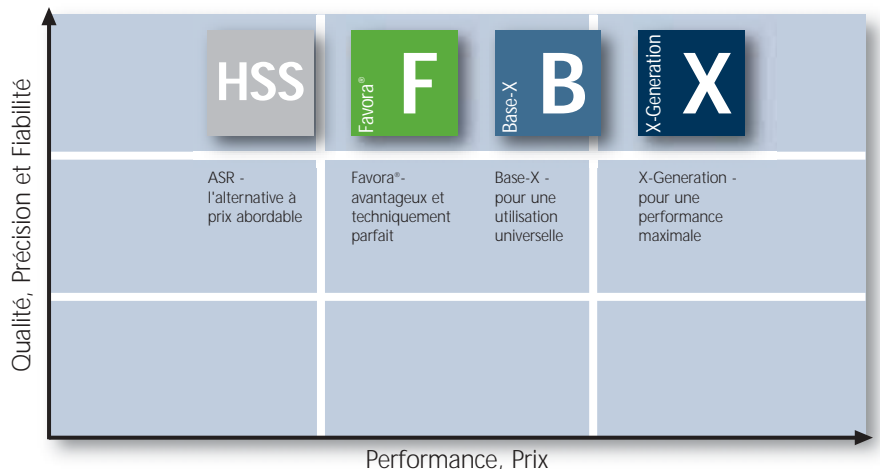 Qualité, Précision et Fiabilité
HSS
Favora®
F
Base-X
B
X-Generation
X
ASR -
l'alternative à
prix abordable
Favora®-
avantageux et
techniquement
parfait
Base-X -
pour une
utilisation
universelle
X-Generation -
pour une
performance
maximale
Performance, Prix